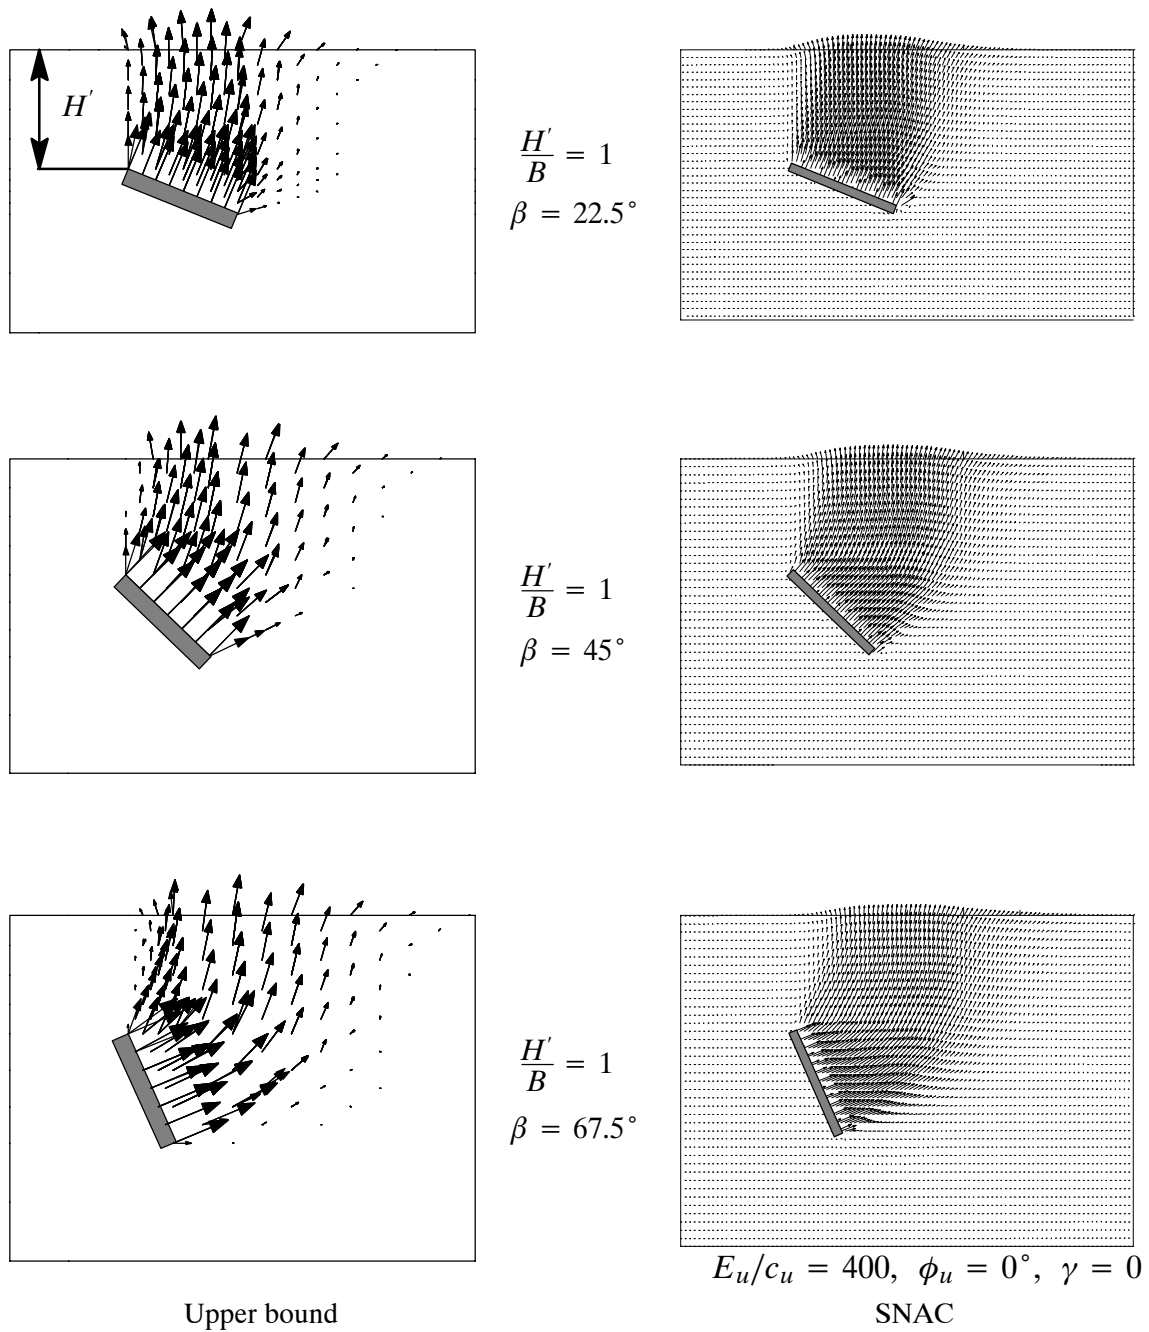 H′
H′/B = 1
β = 22.5°
H′/B = 1
β = 45°
H′/B = 1
β = 67.5°
E_u/c_u = 400, ϕ_u = 0°, γ = 0
Upper bound
SNAC